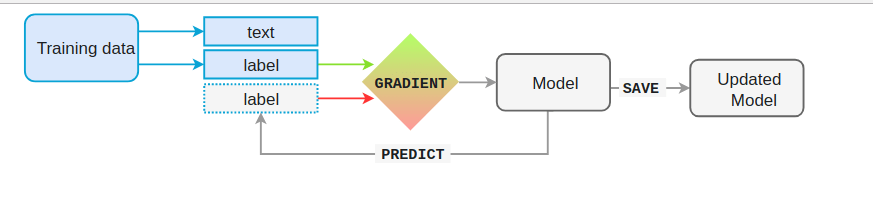 Training data
text
label
label
GRADIENT
Model
SAVE
Updated
Model
PREDICT